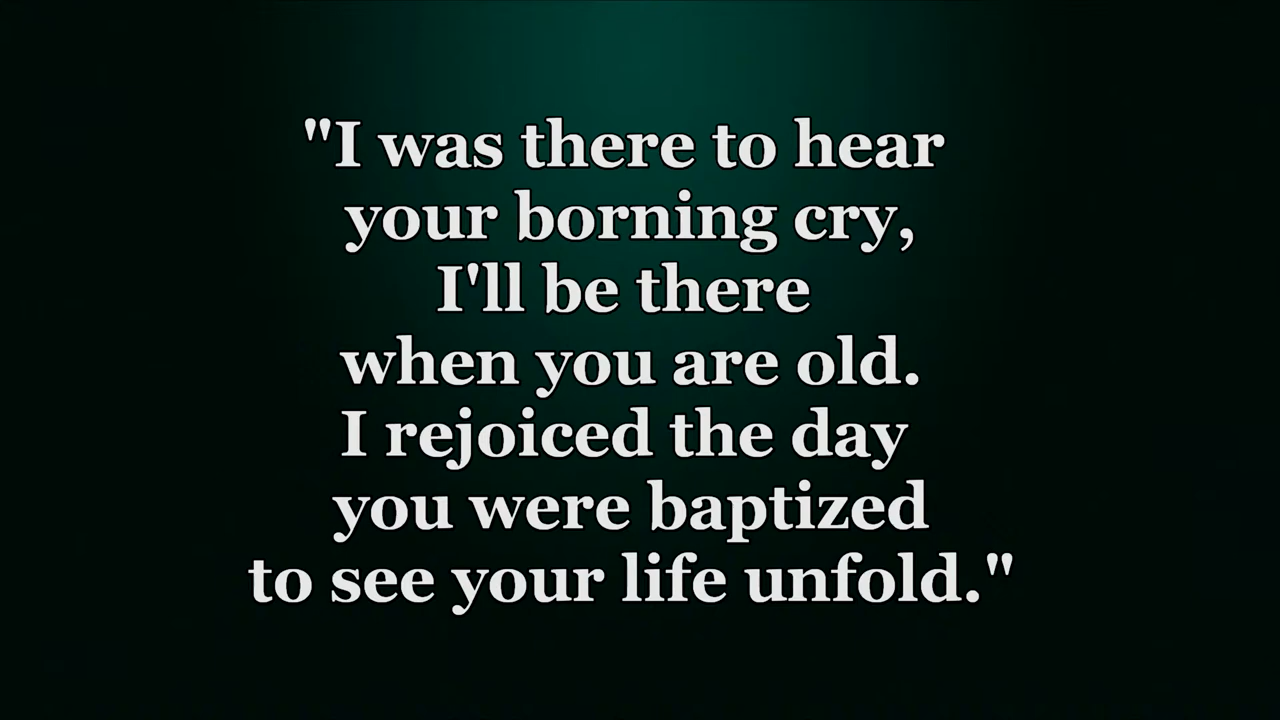 "I was there to hear
your borning cry,
I'll be there
when you are old.
I rejoiced the day
you were baptized
to see your life unfold."